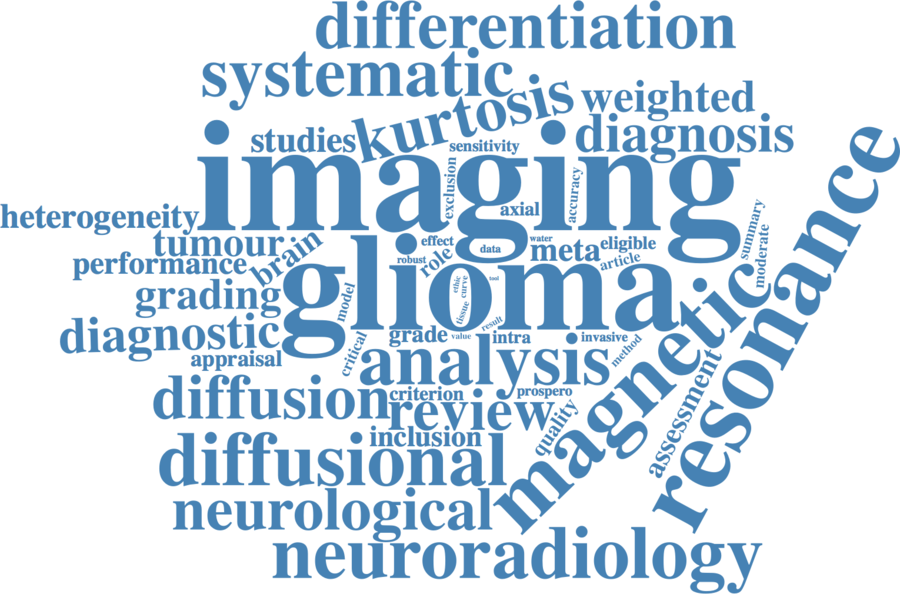 differentiation
systematic
kurtosis
weighted
studies
sensitivity
diagnosis
imaging
exclusion
axial
accuracy
resonance
heterogeneity
tumour
brain
effect
data
water
meta
eligible
summary
moderate
performance
robust
role
article
glioma
grading
model
ethic
curve
tool
tissue
magnetic
diagnostic
critical
grade
value
result
intra
invasive
method
appraisal
analysis
assessment
diffusion
criterion
prospero
review
quality
inclusion
diffusional
neurological
neuroradiology